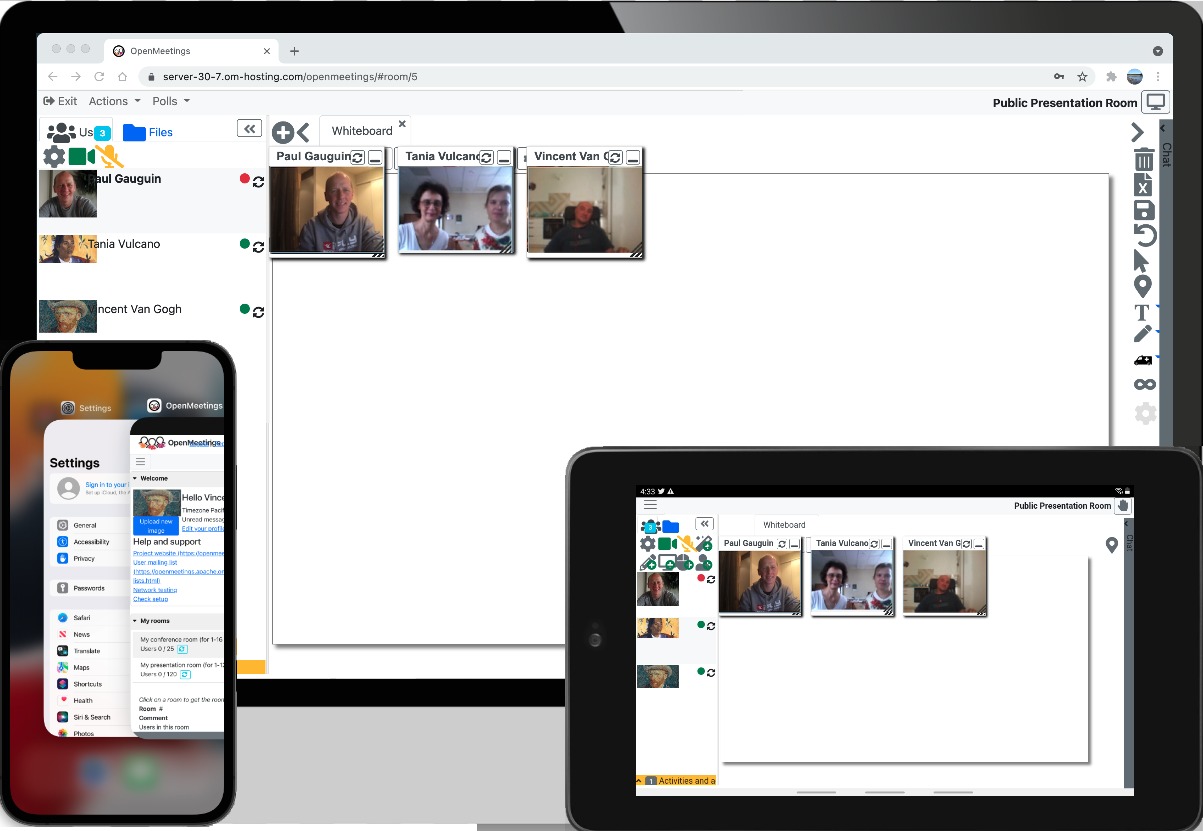 OpenMeetings
server-30-7.om-hosting.com/openmeetings/#room/5
Exit Actions Polls
Public Presentation Room
Us 3 Files
Whiteboard
Chat
Paul Gauguin
Tania Vulcano
Vincent Van G
Paul Gauguin
Tania Vulcano
Vincent Van Gogh
T
Settings
OpenMeetings
Settings
Sign in to your i
General
Accessibility
Privacy
Passwords
Safari
News
Translate
Maps
Shortcuts
Health
Siri & Search
Photos
OpenMeetings
Welcome
Hello Vince
Timezone Pacif
Unread messag
Edit your profile
Upload new
image
Help and support
Project website (https://openmee
User mailing list
(https://openmeetings.apache.or
lists.html)
Network testing
Check setup
My rooms
My conference room (for 1-16
Users 0 / 25
My presentation room (for 1-12
Users 0 / 120
Click on a room to get the room
Room #
Comment
Users in this room
4:33
Public Presentation Room
3
Whiteboard
Chat
Paul Gauguin
Tania Vulcano
Vincent Van G
1 Activities and a